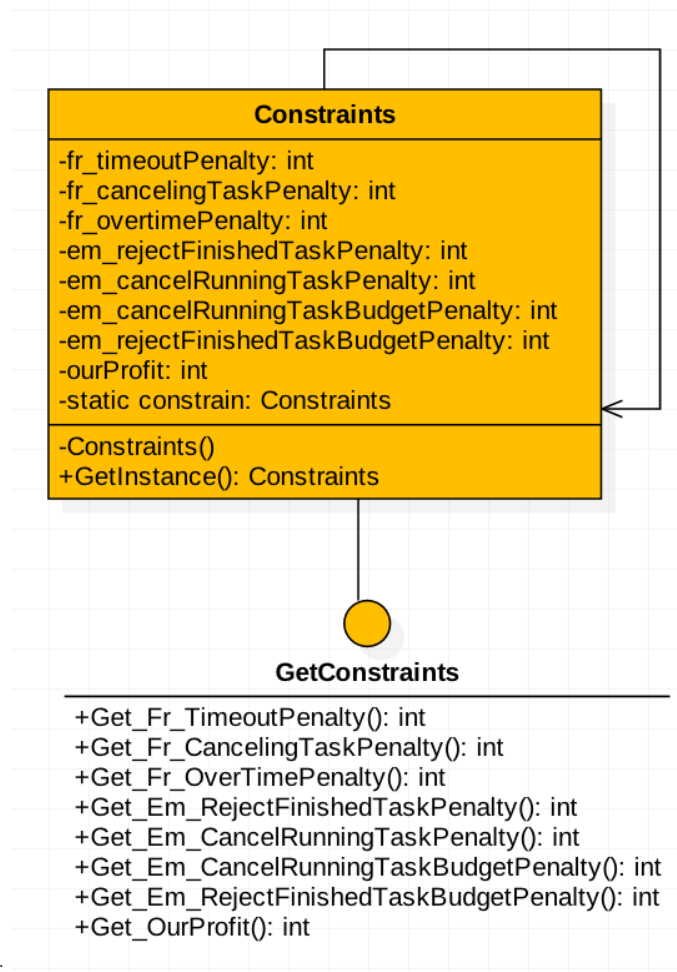 Constraints
-fr_timeoutPenalty: int
-fr_cancelingTaskPenalty: int
-fr_overtimePenalty: int
-em_rejectFinishedTaskPenalty: int
-em_cancelRunningTaskPenalty: int
-em_cancelRunningTaskBudgetPenalty: int
-em_rejectFinishedTaskBudgetPenalty: int
-ourProfit: int
-static constrain: Constraints
-Constraints()
+GetInstance(): Constraints
GetConstraints
+Get_Fr_TimeoutPenalty(): int
+Get_Fr_CancelingTaskPenalty(): int
+Get_Fr_OverTimePenalty(): int
+Get_Em_RejectFinishedTaskPenalty(): int
+Get_Em_CancelRunningTaskPenalty(): int
+Get_Em_CancelRunningTaskBudgetPenalty(): int
+Get_Em_RejectFinishedTaskBudgetPenalty(): int
+Get_OurProfit(): int